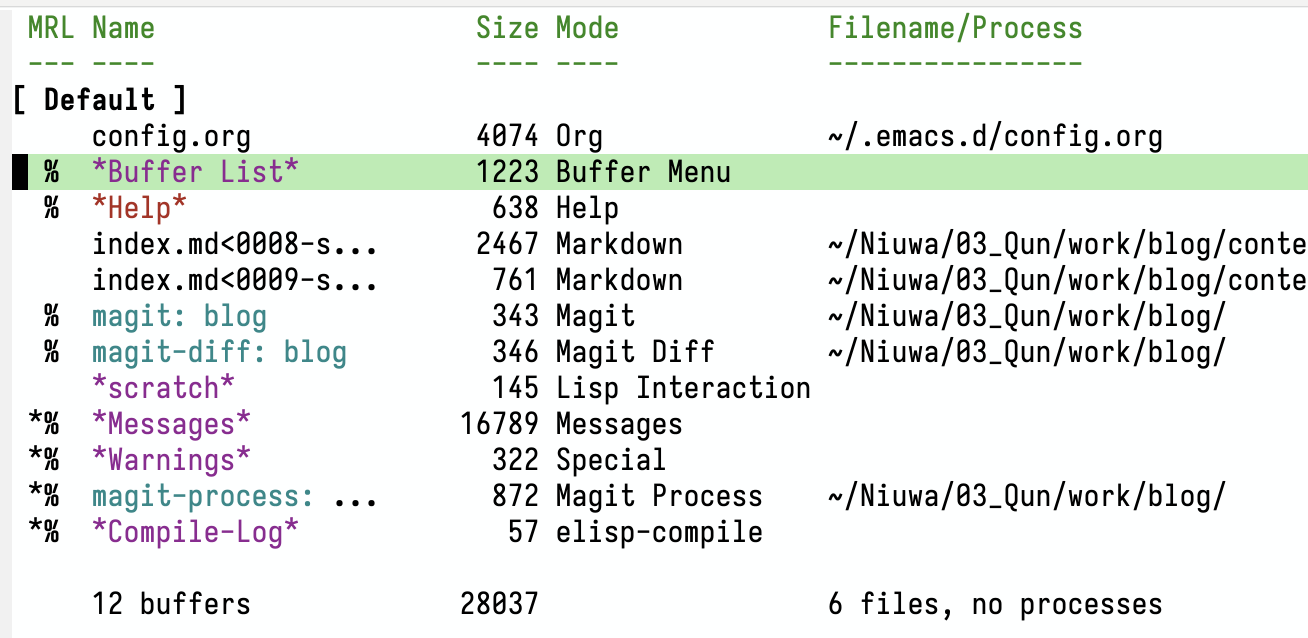 MRL Name Size Mode Filename/Process
--- ---- ---- ---- ----------------
[ Default ]
config.org 4074 Org ~/.emacs.d/config.org
% *Buffer List* 1223 Buffer Menu
% *Help* 638 Help
index.md<0008-s... 2467 Markdown ~/Niuwa/03_Qun/work/blog/conte
index.md<0009-s... 761 Markdown ~/Niuwa/03_Qun/work/blog/conte
% magit: blog 343 Magit ~/Niuwa/03_Qun/work/blog/
% magit-diff: blog 346 Magit Diff ~/Niuwa/03_Qun/work/blog/
*scratch* 145 Lisp Interaction
*% *Messages* 16789 Messages
*% *Warnings* 322 Special
*% magit-process: ... 872 Magit Process ~/Niuwa/03_Qun/work/blog/
*% *Compile-Log* 57 elisp-compile
12 buffers 28037 6 files, no processes